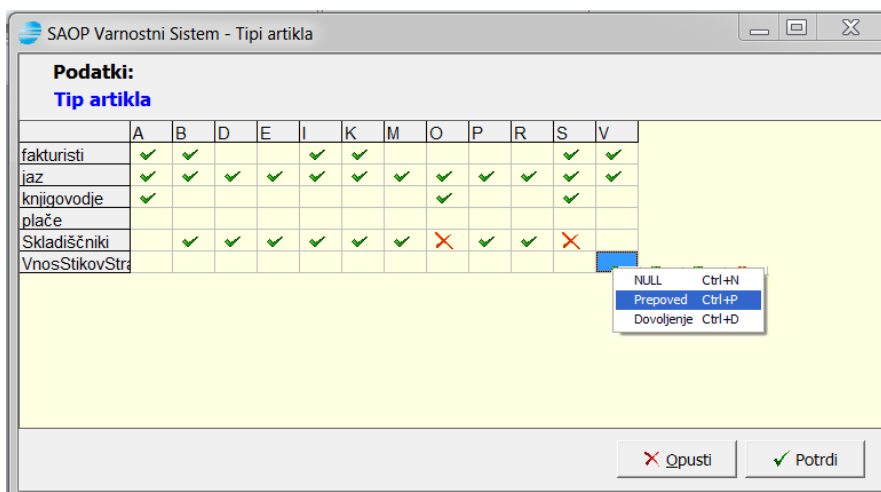 SAOP Varnostni Sistem - Tipi artikla
Podatki:
Tip artikla
A B D E I K M O P R S V
fakturisti
jaz
knjigovodje
plače
Skladiščniki
VnosStikovStra
NULL Ctrl+N
Prepoved Ctrl+P
Dovoljenje Ctrl+D
Opusti Potrdi